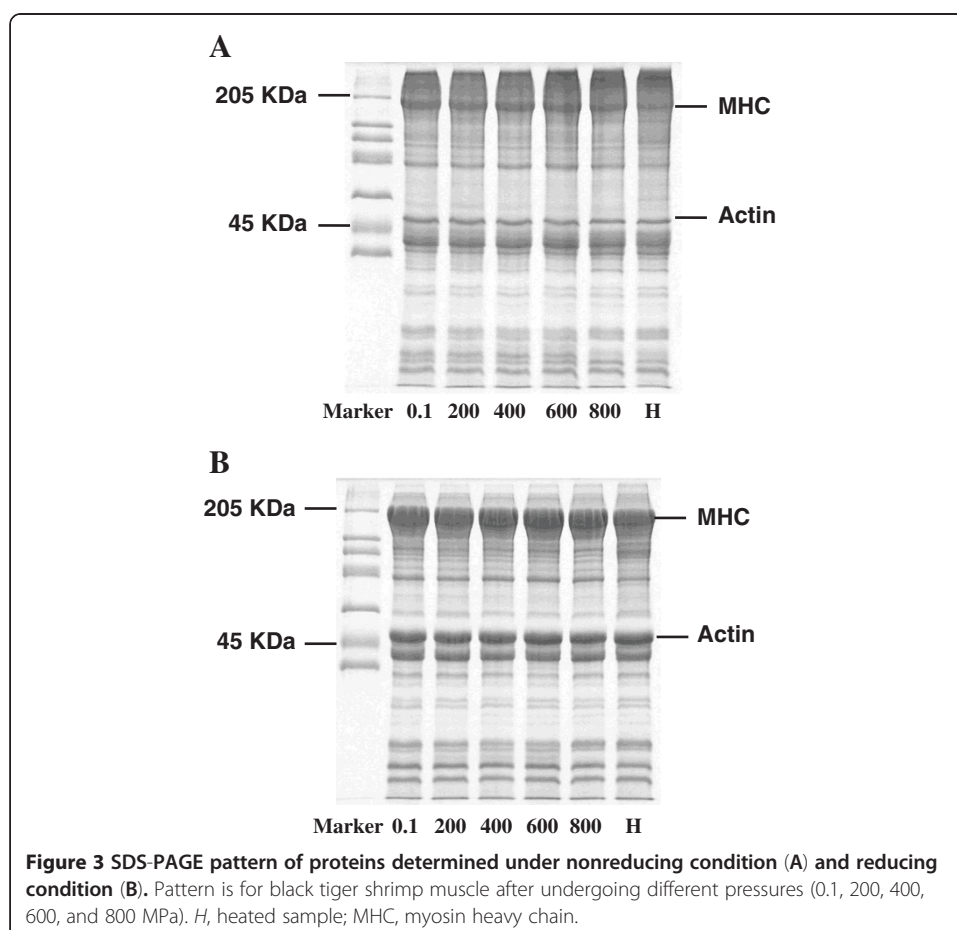 A
205 KDa
MHC
Actin
45 KDa
Marker 0.1 200 400 600 800 H
B
205 KDa
MHC
Actin
45 KDa
Marker 0.1 200 400 600 800 H
Figure 3 SDS-PAGE pattern of proteins determined under nonreducing condition (A) and reducing
condition (B). Pattern is for black tiger shrimp muscle after undergoing different pressures (0.1, 200, 400,
600, and 800 MPa). H, heated sample; MHC, myosin heavy chain.